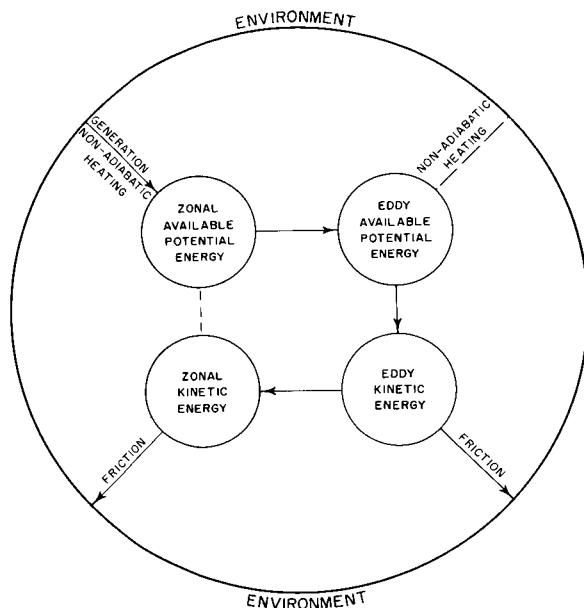 ENVIRONMENT
GENERATION
NON-ADIABATIC
HEATING
NON-ADIABATIC
HEATING
ZONAL
AVAILABLE
POTENTIAL
ENERGY
EDDY
AVAILABLE
POTENTIAL
ENERGY
ZONAL
KINETIC
ENERGY
EDDY
KINETIC
ENERGY
FRICTION
FRICTION
ENVIRONMENT